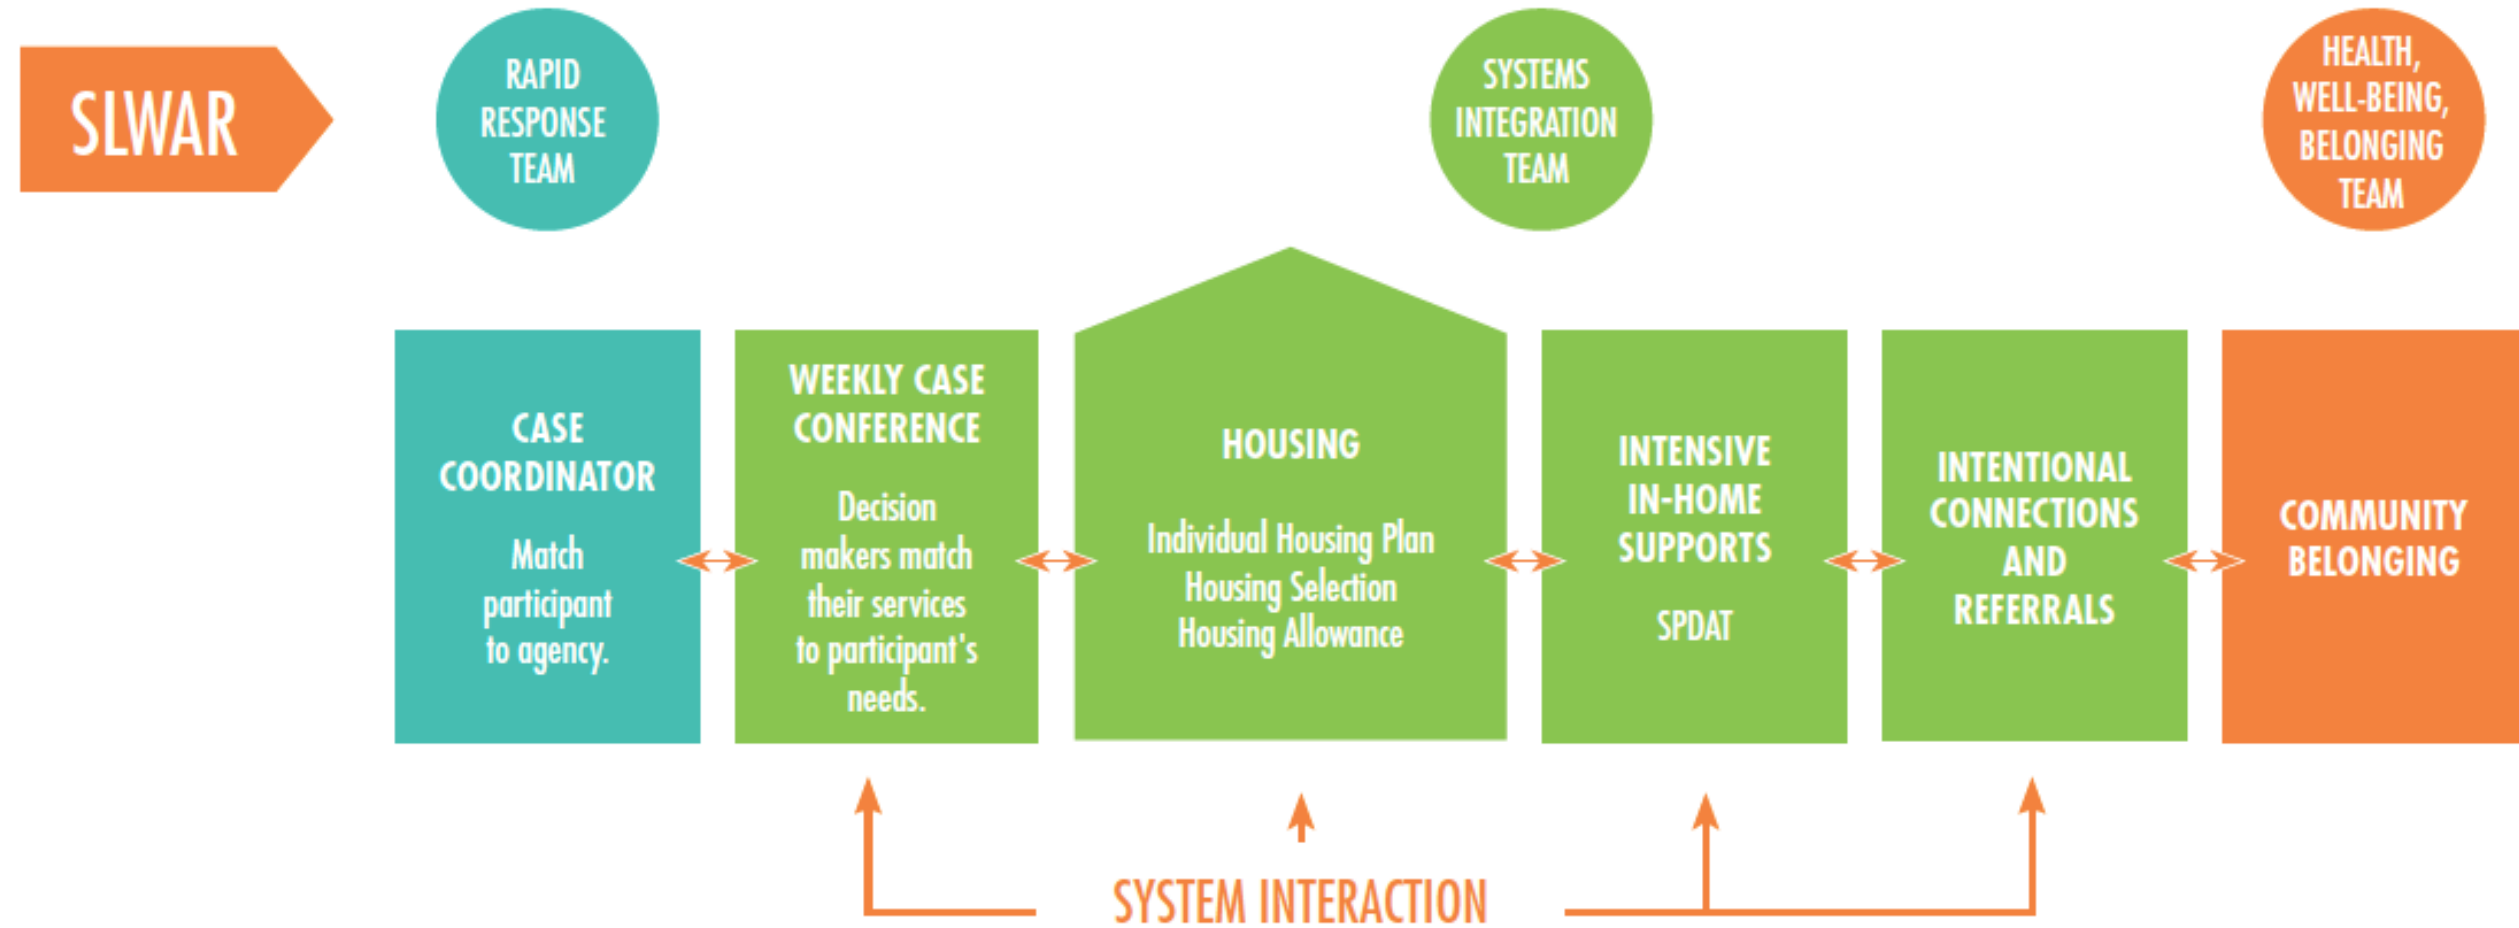 SLWAR
RAPID
RESPONSE
TEAM
SYSTEMS
INTEGRATION
TEAM
HEALTH,
WELL-BEING,
BELONGING
TEAM
CASE
COORDINATOR
Match
participant
to agency.
WEEKLY CASE
CONFERENCE
Decision
makers match
their services
to participant's
needs.
HOUSING
Individual Housing Plan
Housing Selection
Housing Allowance
INTENSIVE
IN-HOME
SUPPORTS
SPDAT
INTENTIONAL
CONNECTIONS
AND
REFERRALS
COMMUNITY
BELONGING
SYSTEM INTERACTION